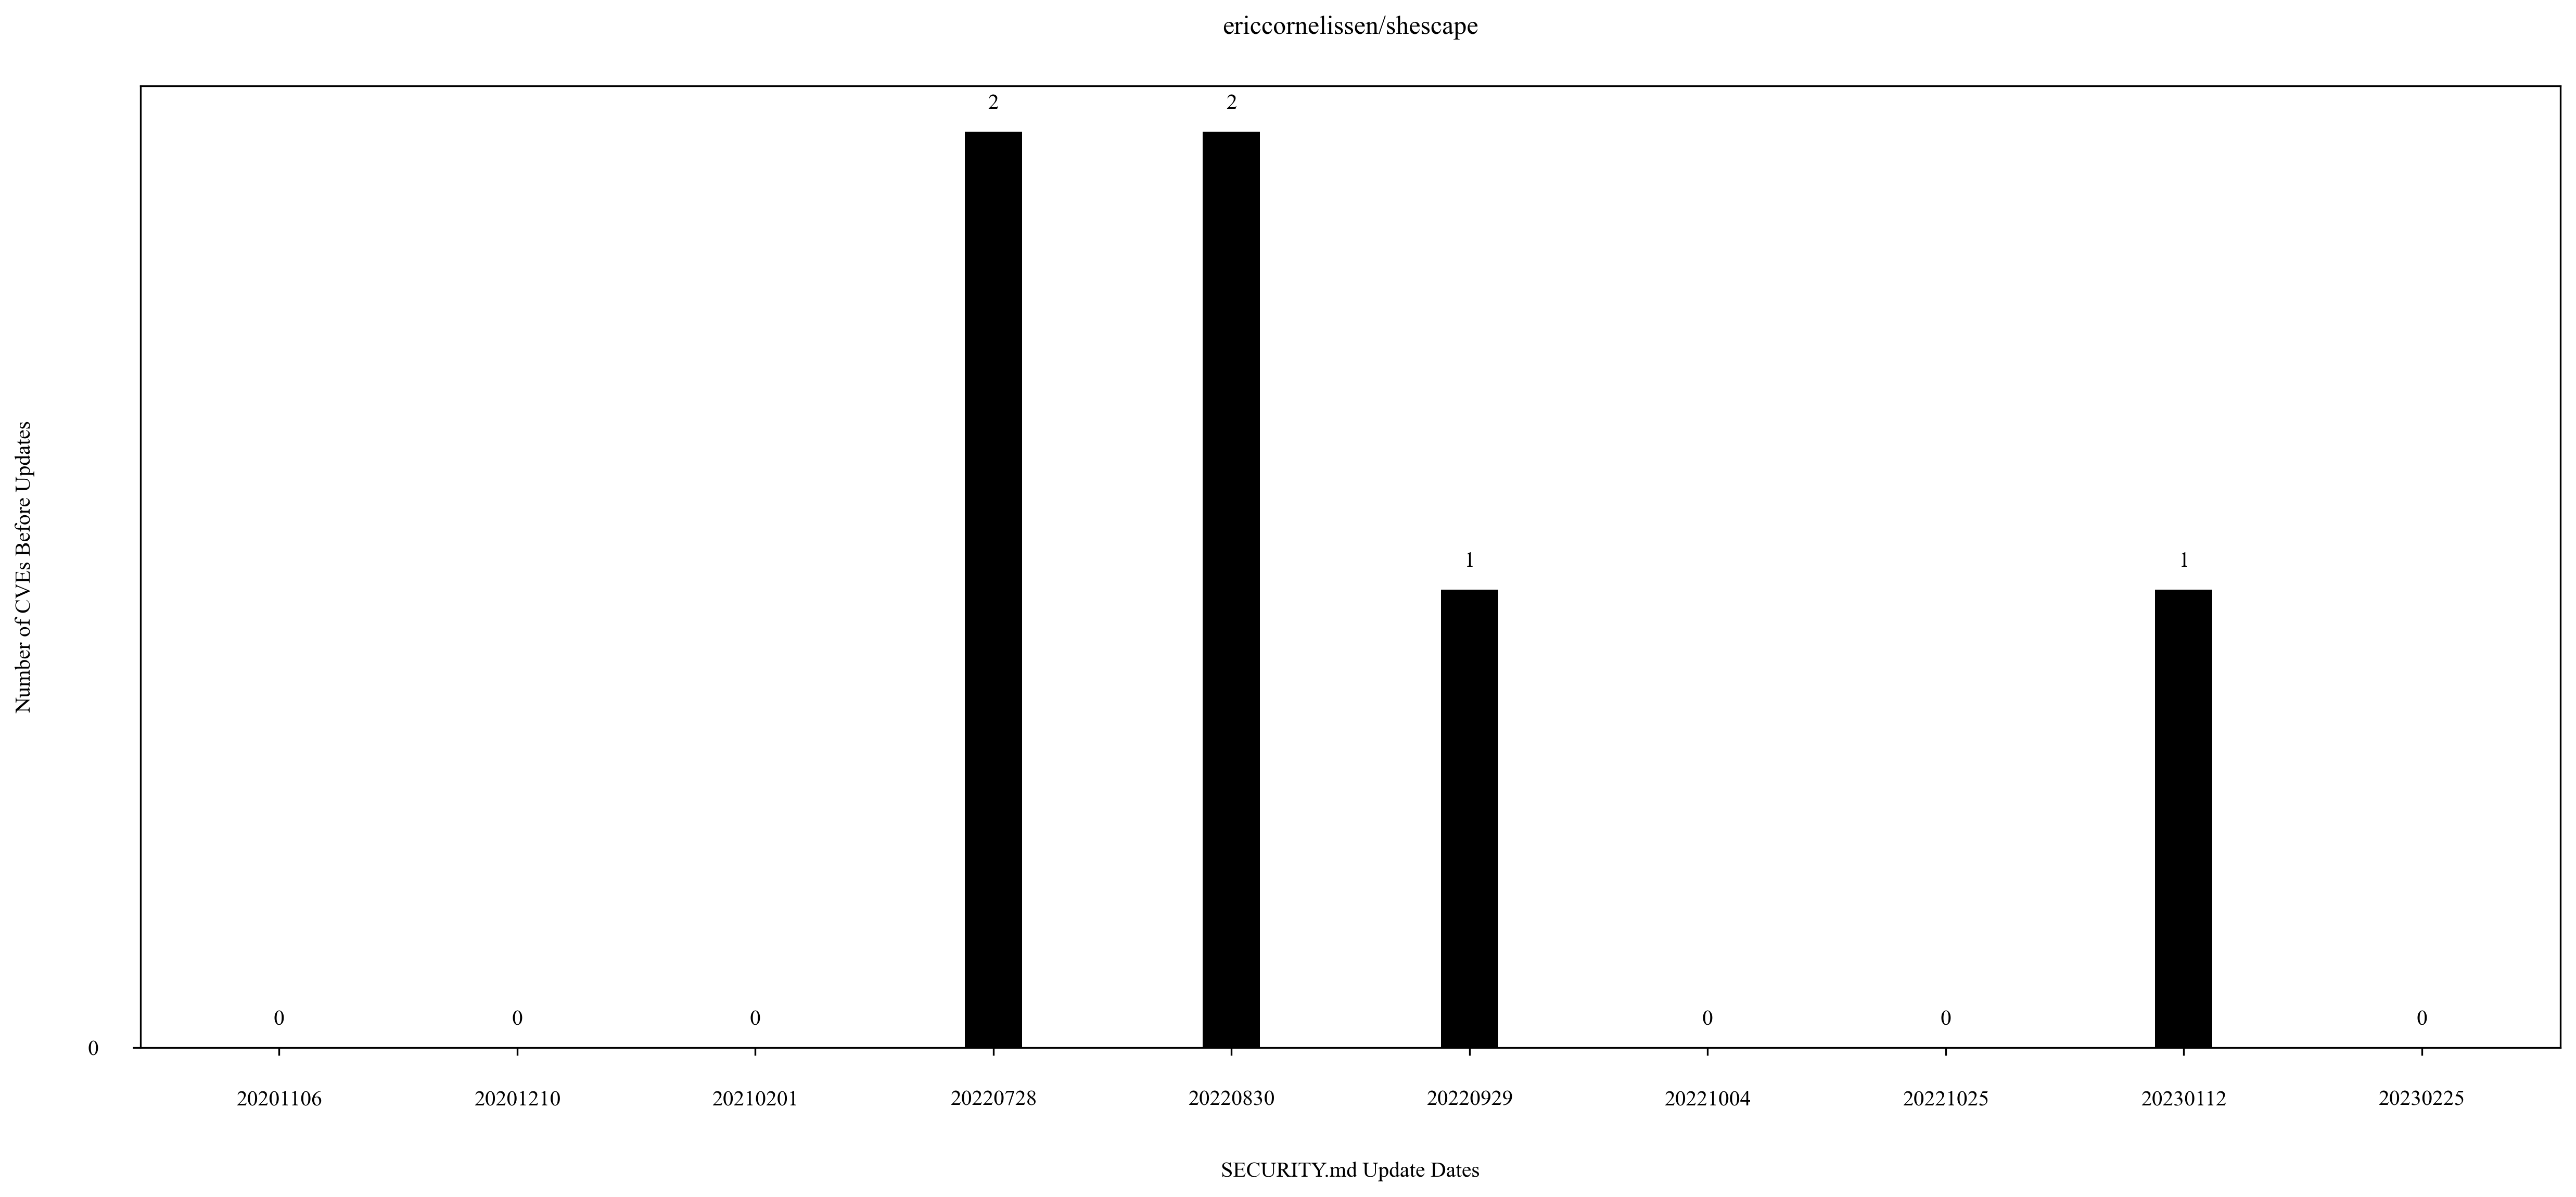 ericcornelissen/shescape
2 2
Number of CVEs Before Updates
1 1
0 0 0 0 0 0
0
20201106 20201210 20210201 20220728 20220830 20220929 20221004 20221025 20230112 20230225
SECURITY.md Update Dates